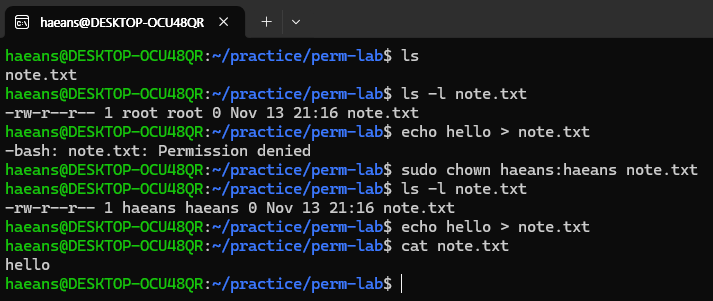 haeans@DESKTOP-OCU48QR: ~
haeans@DESKTOP-OCU48QR:~/practice/perm-lab$ ls
note.txt
haeans@DESKTOP-OCU48QR:~/practice/perm-lab$ ls -l note.txt
-rw-r--r-- 1 root root 0 Nov 13 21:16 note.txt
haeans@DESKTOP-OCU48QR:~/practice/perm-lab$ echo hello > note.txt
-bash: note.txt: Permission denied
haeans@DESKTOP-OCU48QR:~/practice/perm-lab$ sudo chown haeans:haeans note.txt
haeans@DESKTOP-OCU48QR:~/practice/perm-lab$ ls -l note.txt
-rw-r--r-- 1 haeans haeans 0 Nov 13 21:16 note.txt
haeans@DESKTOP-OCU48QR:~/practice/perm-lab$ echo hello > note.txt
haeans@DESKTOP-OCU48QR:~/practice/perm-lab$ cat note.txt
hello
haeans@DESKTOP-OCU48QR:~/practice/perm-lab$